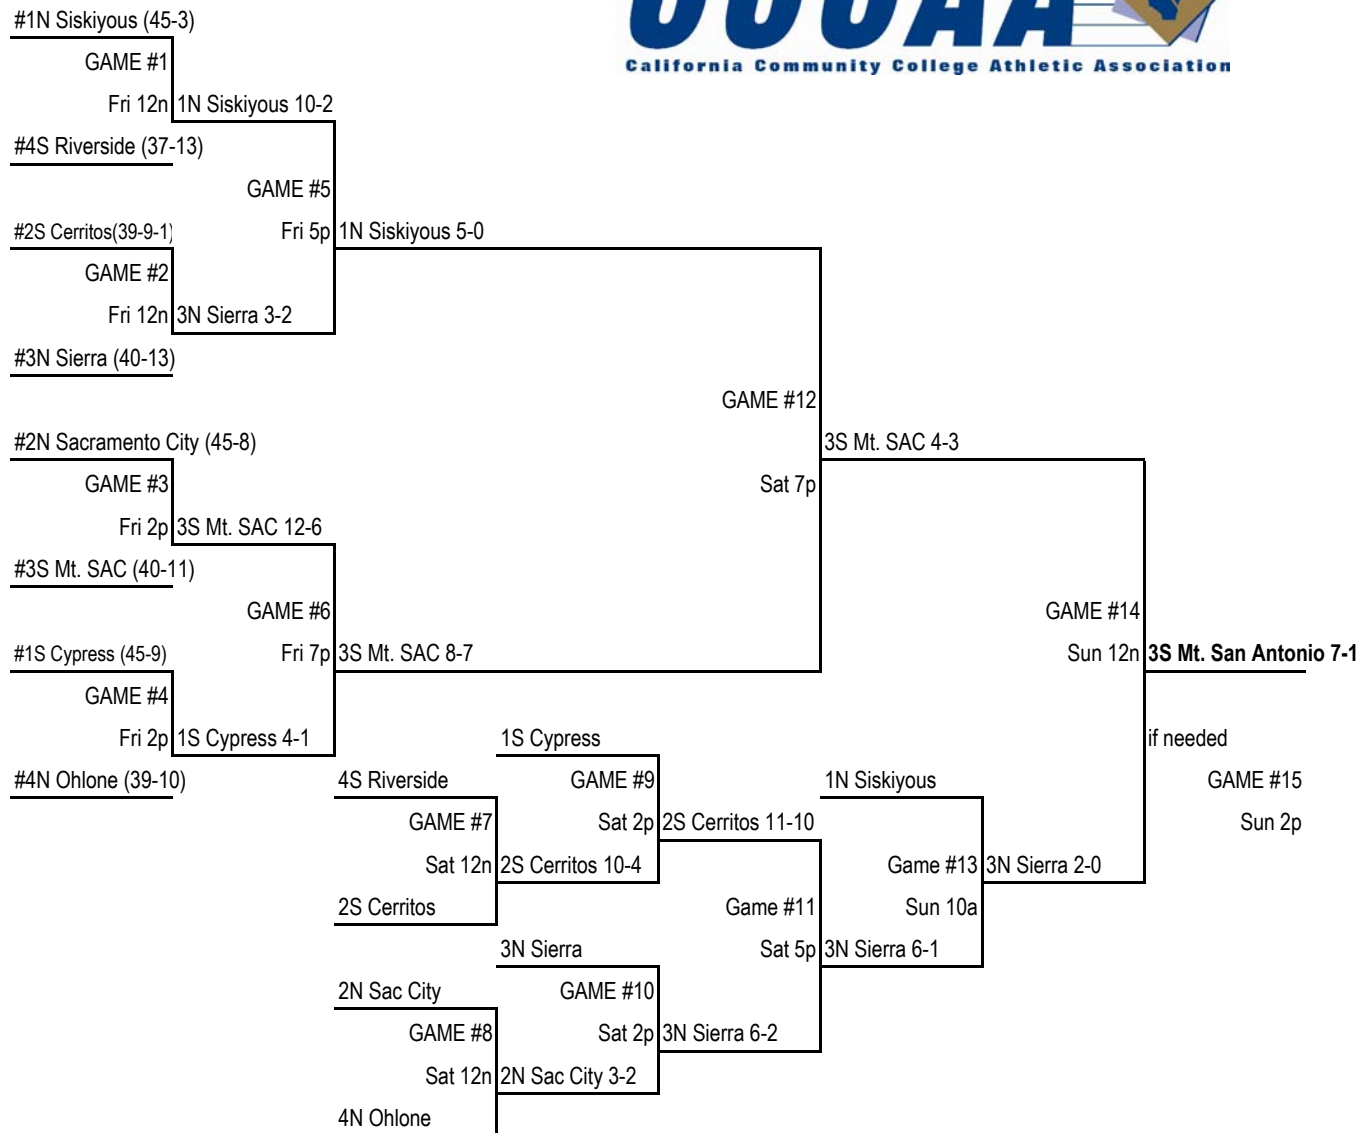 #1N Siskiyous (45-3)
California Community College Athletic Association
GAME #1
Fri 12n 1N Siskiyous 10-2
#4S Riverside (37-13)
GAME #5
#2S Cerritos(39-9-1) Fri 5p 1N Siskiyous 5-0
GAME #2
Fri 12n 3N Sierra 3-2
#3N Sierra (40-13)
GAME #12
#2N Sacramento City (45-8) 3S Mt. SAC 4-3
GAME #3 Sat 7p
Fri 2p 3S Mt. SAC 12-6
#3S Mt. SAC (40-11)
GAME #6 GAME #14
#1S Cypress (45-9) Fri 7p 3S Mt. SAC 8-7 Sun 12n 3S Mt. San Antonio 7-1
GAME #4
Fri 2p 1S Cypress 4-1 1S Cypress if needed
#4N Ohlone (39-10) 4S Riverside GAME #9 1N Siskiyous GAME #15
GAME #7 Sat 2p 2S Cerritos 11-10 Sun 2p
Sat 12n 2S Cerritos 10-4 Game #13 3N Sierra 2-0
2S Cerritos Game #11 Sun 10a
3N Sierra Sat 5p 3N Sierra 6-1
2N Sac City GAME #10
GAME #8 Sat 2p 3N Sierra 6-2
Sat 12n 2N Sac City 3-2
4N Ohlone